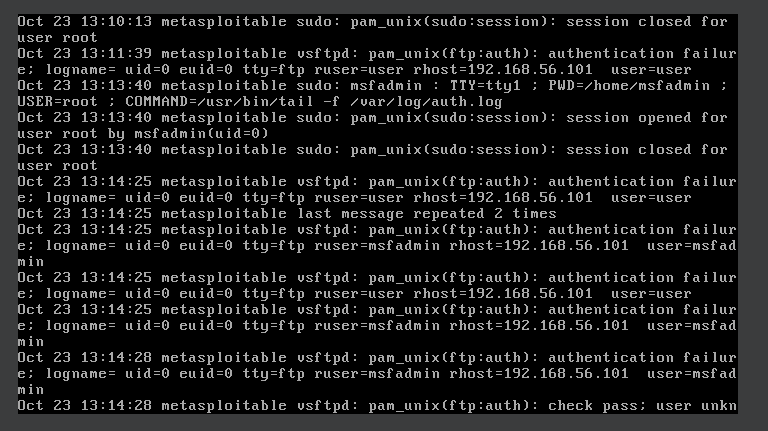 Oct 23 13:10:13 metasploitable sudo: pam_unix(sudo:session): session closed for
user root
Oct 23 13:11:39 metasploitable vsftpd: pam_unix(ftp:auth): authentication failur
e; logname= uid=0 euid=0 tty=ftp ruser=user rhost=192.168.56.101  user=user
Oct 23 13:13:40 metasploitable sudo: msfadmin : TTY=tty1 ; PWD=/home/msfadmin ;
USER=root ; COMMAND=/usr/bin/tail -f /var/log/auth.log
Oct 23 13:13:40 metasploitable sudo: pam_unix(sudo:session): session opened for
user root by msfadmin(uid=0)
Oct 23 13:13:40 metasploitable sudo: pam_unix(sudo:session): session closed for
user root
Oct 23 13:14:25 metasploitable vsftpd: pam_unix(ftp:auth): authentication failur
e; logname= uid=0 euid=0 tty=ftp ruser=user rhost=192.168.56.101  user=user
Oct 23 13:14:25 metasploitable last message repeated 2 times
Oct 23 13:14:25 metasploitable vsftpd: pam_unix(ftp:auth): authentication failur
e; logname= uid=0 euid=0 tty=ftp ruser=msfadmin rhost=192.168.56.101  user=msfad
min
Oct 23 13:14:25 metasploitable vsftpd: pam_unix(ftp:auth): authentication failur
e; logname= uid=0 euid=0 tty=ftp ruser=user rhost=192.168.56.101  user=user
Oct 23 13:14:25 metasploitable vsftpd: pam_unix(ftp:auth): authentication failur
e; logname= uid=0 euid=0 tty=ftp ruser=msfadmin rhost=192.168.56.101  user=msfad
min
Oct 23 13:14:28 metasploitable vsftpd: pam_unix(ftp:auth): authentication failur
e; logname= uid=0 euid=0 tty=ftp ruser=msfadmin rhost=192.168.56.101  user=msfad
min
Oct 23 13:14:28 metasploitable vsftpd: pam_unix(ftp:auth): check pass; user unkn